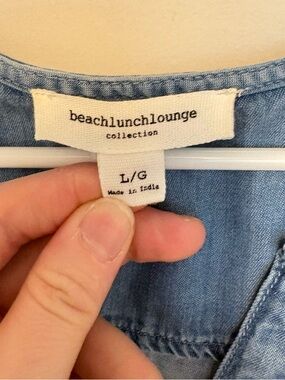 beachlunchlounge
collection
L/G
Made in India